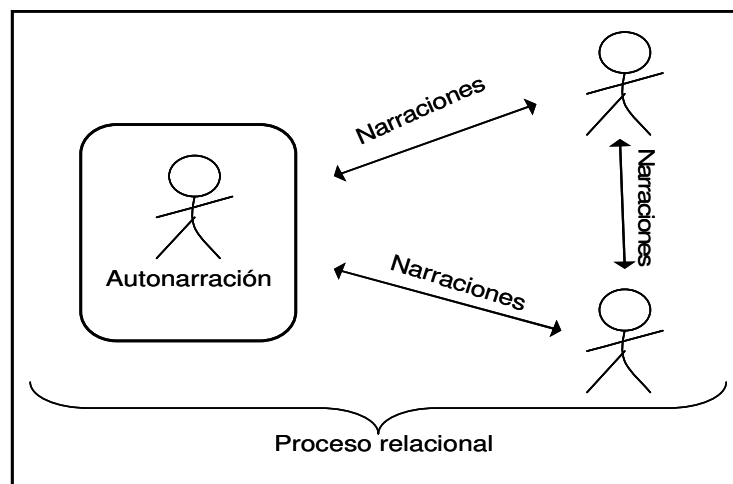 Narraciones
Narraciones
Autonarración
Narraciones
Proceso relacional